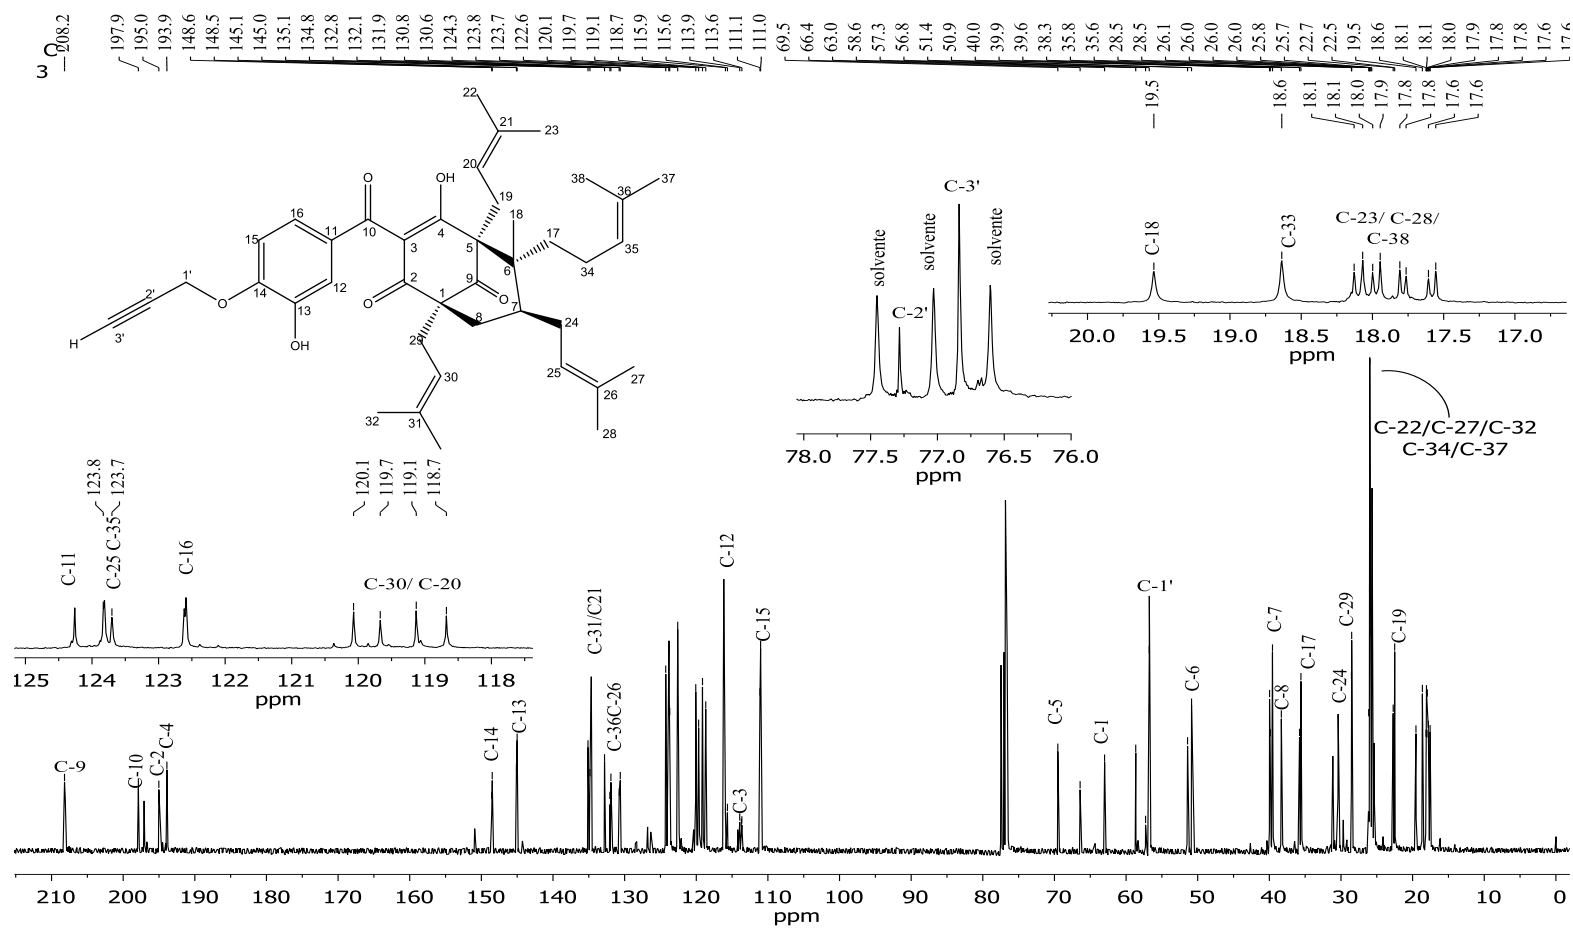 208.2 197.9 195.0 193.9 148.6 148.5 145.1 145.0 135.1 134.8 132.8 132.1 131.9 130.8 130.6 124.3 123.8 123.7 122.6 120.1 119.7 119.1 118.7 115.9 115.6 113.9 113.6 111.1 111.0 69.5 66.4 63.0 58.6 57.3 56.8 51.4 50.9 40.0 39.9 39.6 38.3 35.8 35.6 28.5 28.5 26.1 26.0 26.0 26.0 25.8 25.7 22.7 22.5 19.5 18.6 18.1 18.1 18.0 17.9 17.8 17.8 17.6 17.6
C
3
19.5 18.6 18.1 18.1 18.0 17.9 17.8 17.8 17.6 17.6
22
21
23
20
OH
O
19
38
36
37
16
18
11
10
3
4
5
17
35
15
6
34
1'
2
9
14
12
O
1
O
7
2'
O
13
8
24
H
3'
OH
29
25
27
30
26
32
31
28
solvente
C-2'
solvente
C-3'
solvente
78.0 77.5 77.0 76.5 76.0
ppm
C-18
C-33
C-23/ C-28/
C-38
20.0 19.5 19.0 18.5 18.0 17.5 17.0
ppm
C-22/C-27/C-32
C-34/C-37
123.8 123.7 120.1 119.7 119.1 118.7
C-11
C-25 C-35
C-16
C-30/ C-20
125 124 123 122 121 120 119 118
ppm
C-9
C-10
C-2
C-4
C-14
C-13
C-31/C21
C-36C-26
C-12
C-3
C-15
C-5
C-1
C-1'
C-6
C-7
C-8
C-17
C-24
C-29
C-19
210 200 190 180 170 160 150 140 130 120 110 100 90 80 70 60 50 40 30 20 10 0
ppm